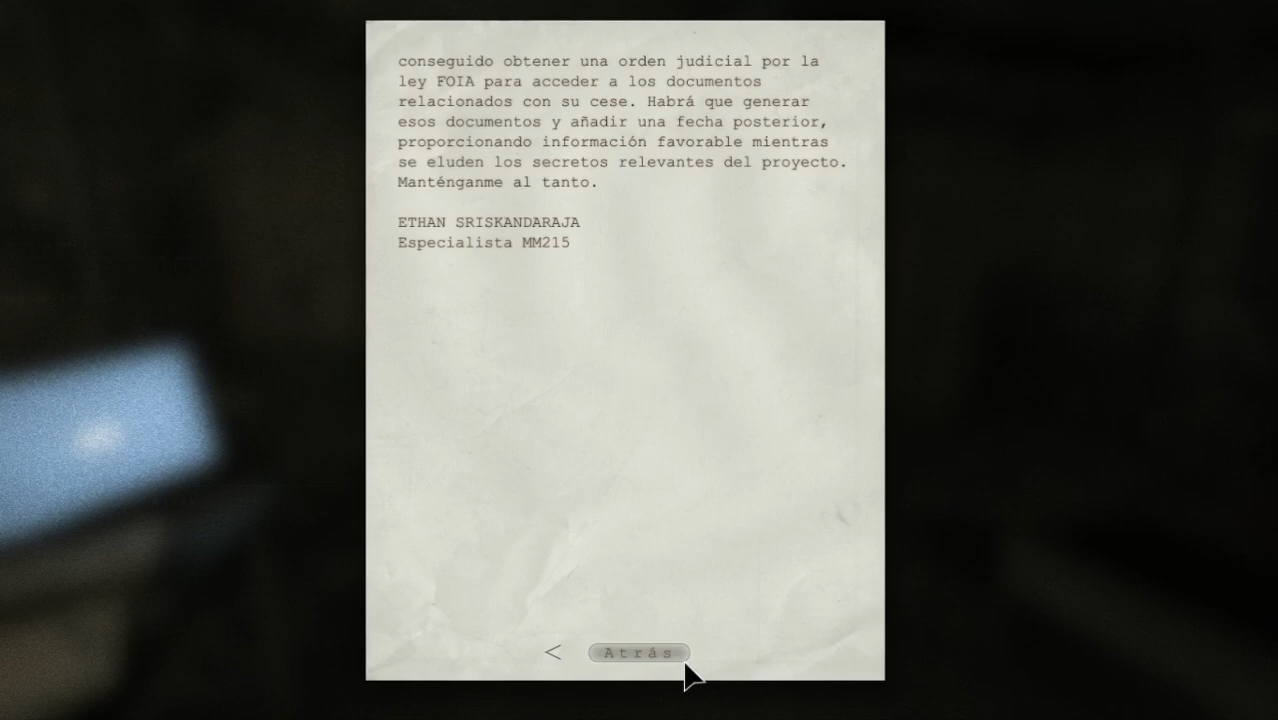 conseguido obtener una orden judicial por la
ley FOIA para acceder a los documentos
relacionados con su cese. Habrá que generar
esos documentos y añadir una fecha posterior,
proporcionando información favorable mientras
se eluden los secretos relevantes del proyecto.
Manténganme al tanto.
ETHAN SRISKANDARAJA
Especialista MM215
< Atrás